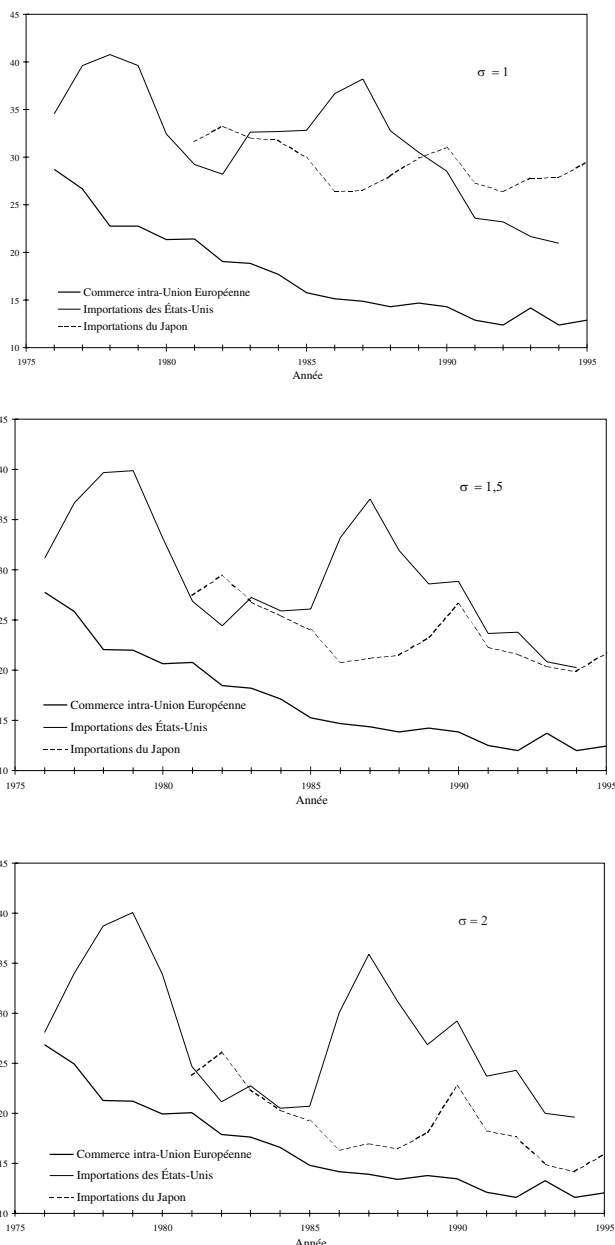 45
40
35
30
25
20
15
10
σ = 1
Commerce intra-Union Européenne
Importations des États-Unis
Importations du Japon
1975 1980 1985 1990 1995
Année
45
40
35
30
25
20
15
10
σ = 1,5
Commerce intra-Union Européenne
Importations des États-Unis
Importations du Japon
1975 1980 1985 1990 1995
Année
45
40
35
30
25
20
15
10
σ = 2
Commerce intra-Union Européenne
Importations des États-Unis
Importations du Japon
1975 1980 1985 1990 1995
Année